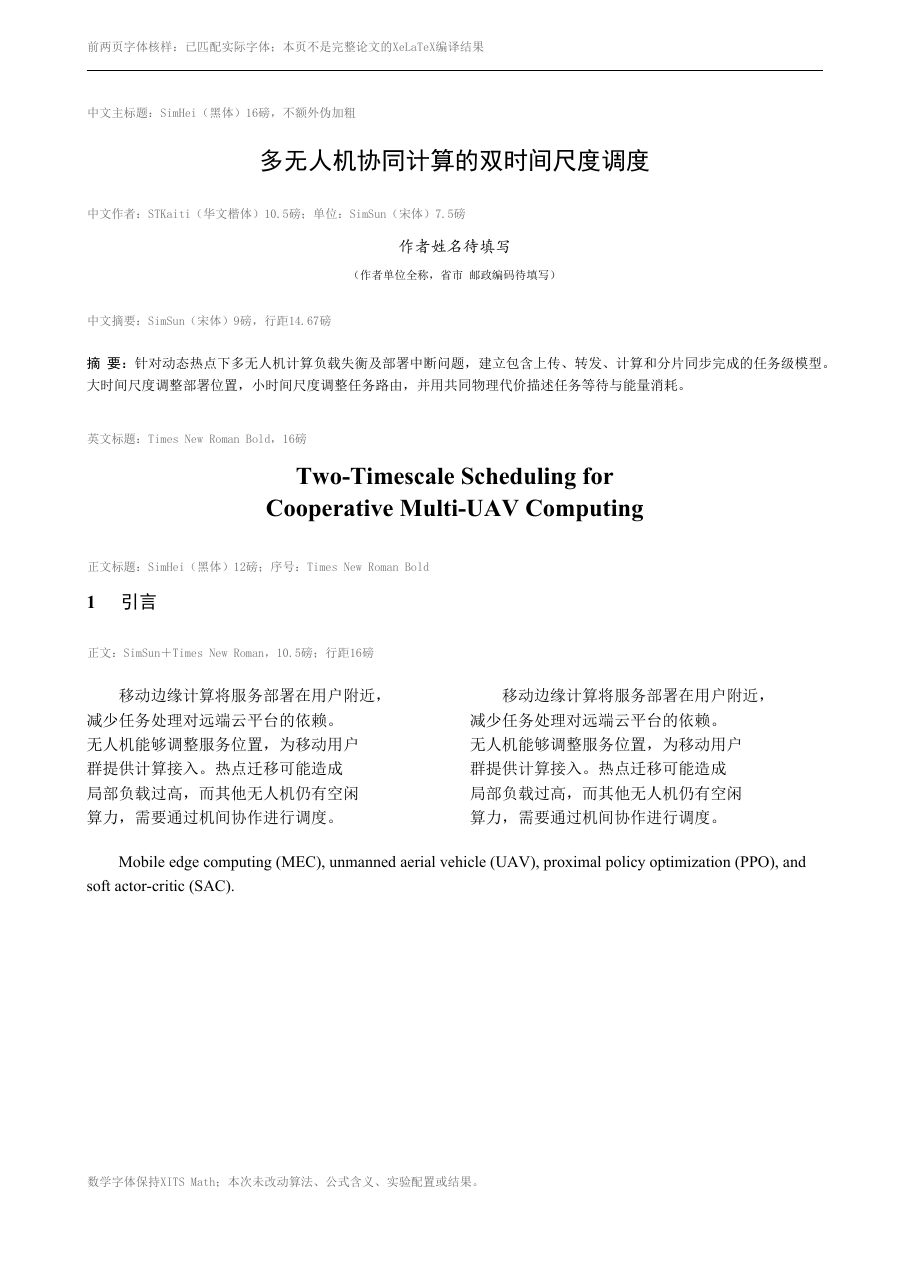 前两页字体核样：已匹配实际字体；本页不是完整论文的XeLaTeX编译结果
中文主标题：SimHei（黑体）16磅，不额外伪加粗
多无人机协同计算的双时间尺度调度
中文作者：STKaiti（华文楷体）10.5磅；单位：SimSun（宋体）7.5磅
作者姓名待填写
（作者单位全称，省市 邮政编码待填写）
中文摘要：SimSun（宋体）9磅，行距14.67磅
摘 要：针对动态热点下多无人机计算负载失衡及部署中断问题，建立包含上传、转发、计算和分片同步完成的任务级模型。
大时间尺度调整部署位置，小时间尺度调整任务路由，并用共同物理代价描述任务等待与能量消耗。
英文标题：Times New Roman Bold，16磅
Two-Timescale Scheduling for
Cooperative Multi-UAV Computing
正文标题：SimHei（黑体）12磅；序号：Times New Roman Bold
1 引言
正文：SimSun＋Times New Roman，10.5磅；行距16磅
移动边缘计算将服务部署在用户附近，
减少任务处理对远端云平台的依赖。
无人机能够调整服务位置，为移动用户
群提供计算接入。热点迁移可能造成
局部负载过高，而其他无人机仍有空闲
算力，需要通过机间协作进行调度。
移动边缘计算将服务部署在用户附近，
减少任务处理对远端云平台的依赖。
无人机能够调整服务位置，为移动用户
群提供计算接入。热点迁移可能造成
局部负载过高，而其他无人机仍有空闲
算力，需要通过机间协作进行调度。
Mobile edge computing (MEC), unmanned aerial vehicle (UAV), proximal policy optimization (PPO), and
soft actor-critic (SAC).
数学字体保持XITS Math；本次未改动算法、公式含义、实验配置或结果。